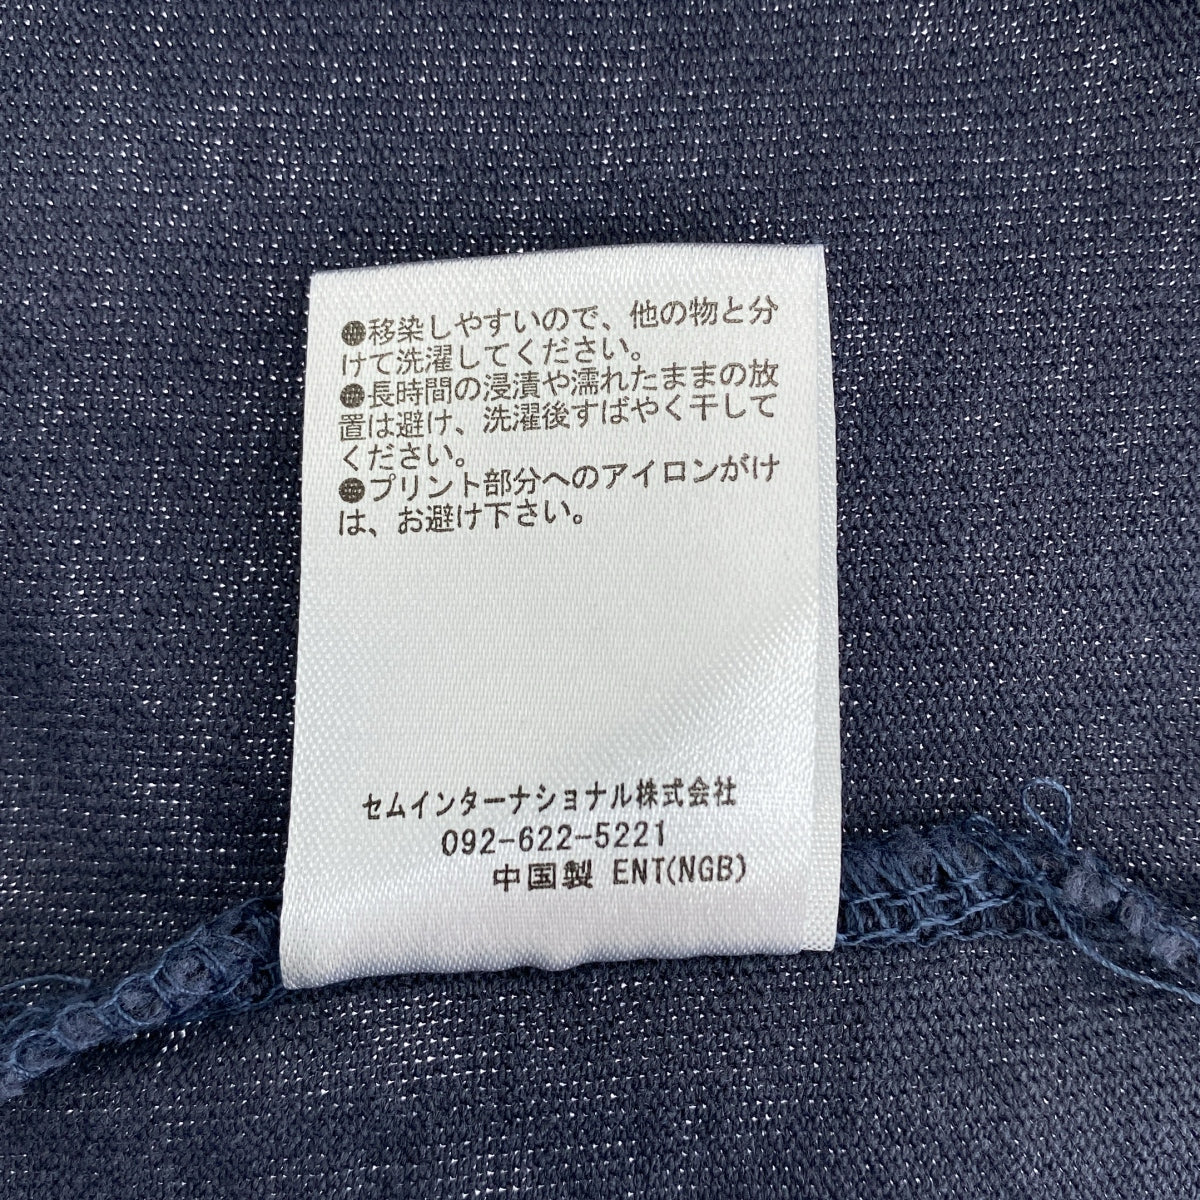 ●移染しやすいので、他の物と分
けて洗濯してください。
●長時間の浸漬や濡れたままの放
置は避け、洗濯後すばやく干して
ください。
●プリント部分へのアイロンがけ
は、お避け下さい。
セムインターナショナル株式会社
092-622-5221
中国製 ENT(NGB)